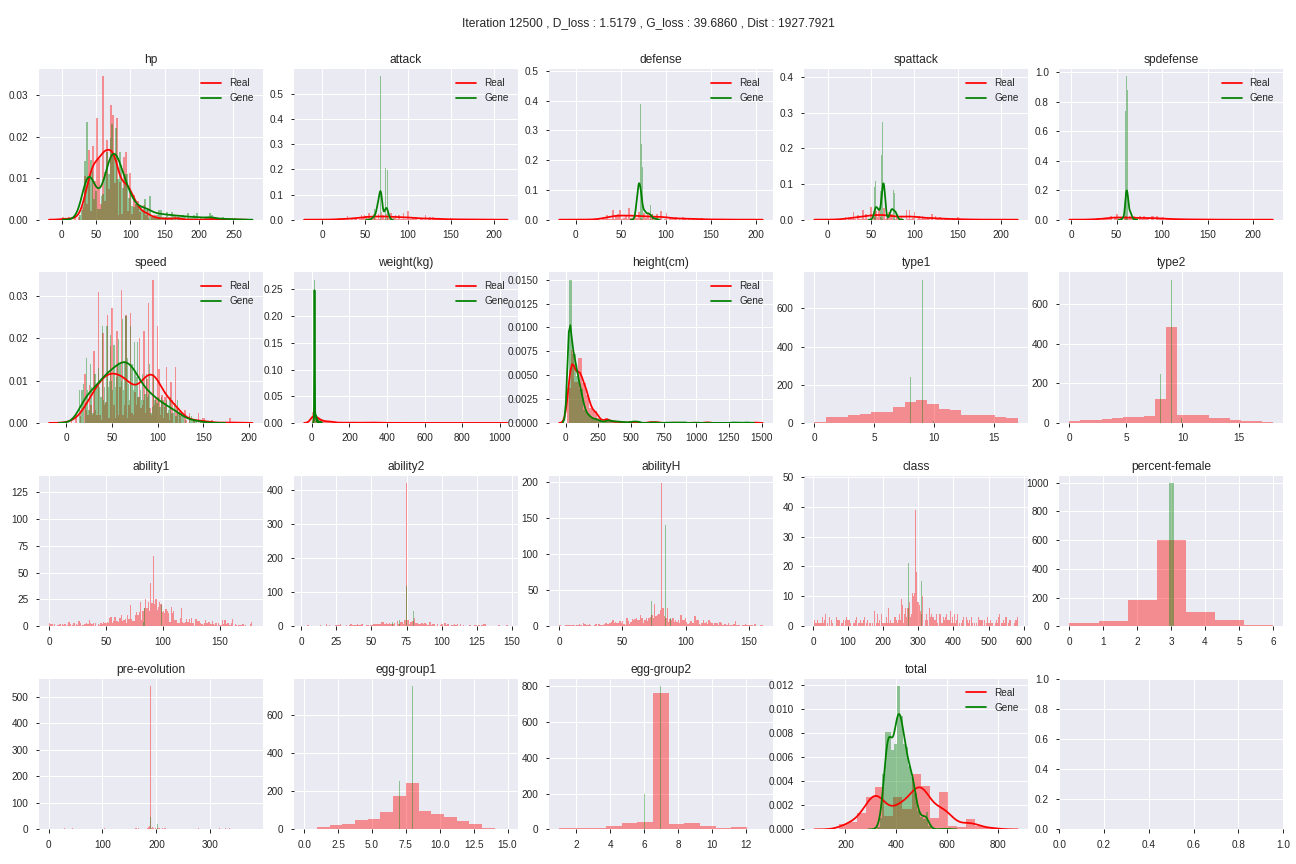 Iteration 12500 , D_loss : 1.5179 , G_loss : 39.6860 , Dist : 1927.7921
hp
attack
defense
spattack
spdefense
0.03
0.02
0.01
0.00
0 50 100 150 200 250
Real
Gene
0.5
0.4
0.3
0.2
0.1
0.0
0 50 100 150 200
Real
Gene
0.5
0.4
0.3
0.2
0.1
0.0
0 50 100 150 200
Real
Gene
0.4
0.3
0.2
0.1
0.0
0 50 100 150 200
Real
Gene
1.0
0.8
0.6
0.4
0.2
0.0
0 50 100 150 200
Real
Gene
speed
weight(kg)
height(cm)
type1
type2
0.03
0.02
0.01
0.00
0 50 100 150 200
Real
Gene
0.25
0.20
0.15
0.10
0.05
0.00
0 200 400 600 800 1000
Real
Gene
0.0150
0.0125
0.0100
0.0075
0.0050
0.0025
0.0000
0 250 500 750 1000 1250 1500
Real
Gene
600
400
200
0
0 5 10 15
600
400
200
0
0 5 10 15
ability1
ability2
abilityH
class
percent-female
125
100
75
50
25
0
0 50 100 150
400
300
200
100
0
0 25 50 75 100 125 150
200
150
100
50
0
0 50 100 150
50
40
30
20
10
0
0 100 200 300 400 500 600
1000
800
600
400
200
0
0 1 2 3 4 5 6
pre-evolution
egg-group1
egg-group2
total
500
400
300
200
100
0
0 100 200 300
600
400
200
0
0.0 2.5 5.0 7.5 10.0 12.5 15.0
800
600
400
200
0
2 4 6 8 10 12
0.012
0.010
0.008
0.006
0.004
0.002
0.000
200 400 600 800
Real
Gene
1.0
0.8
0.6
0.4
0.2
0.0
0.0 0.2 0.4 0.6 0.8 1.0